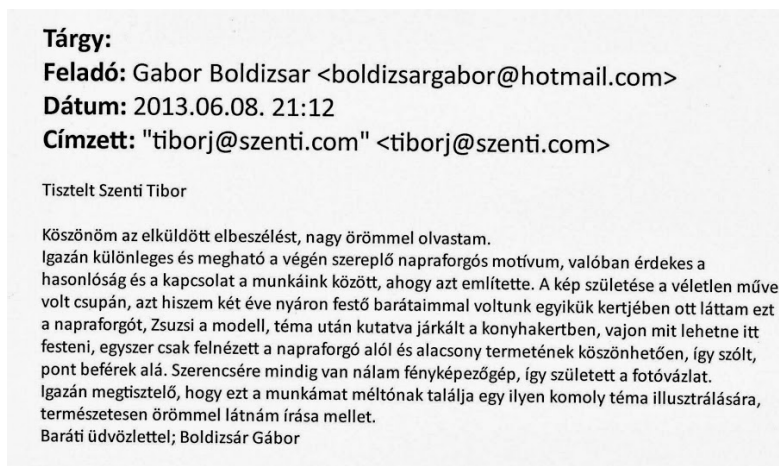 Tárgy:
Feladó: Gabor Boldizsar <boldizsargabor@hotmail.com>
Dátum: 2013.06.08. 21:12
Címzett: "tiborj@szenti.com" <tiborj@szenti.com>
Tisztelt Szenti Tibor
Köszönöm az elküldött elbeszélést, nagy örömmel olvastam.
Igazán különleges és megható a végén szereplő napraforgós motívum, valóban érdekes a
hasonlóság és a kapcsolat a munkáink között, ahogy azt említette. A kép születése a véletlen műve
volt csupán, azt hiszem két éve nyáron festő barátaimmal voltunk egyikük kertjében ott láttam ezt
a napraforgót, Zsuzsi a modell, téma után kutatva járkált a konyhakertben, vajon mit lehetne itt
festeni, egyszer csak felnézett a napraforgó alól és alacsony termetének köszönhetően, így szólt,
pont beférek alá. Szerencsére mindig van nálam fényképezőgép, így született a fotóvázlat.
Igazán megtisztelő, hogy ezt a munkámat méltónak találja egy ilyen komoly téma illusztrálására,
természetesen örömmel látnám írása mellet.
Baráti üdvözlettel; Boldizsár Gábor